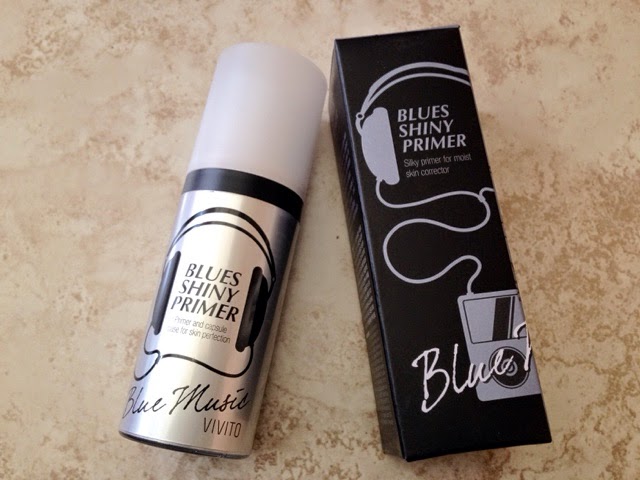 BLUES
SHINY
PRIMER
Primer and capsule
for skin perfection
Blue Music
VIVITO
BLUES
SHINY
PRIMER
Silky primer for moist
skin corrector
Blue